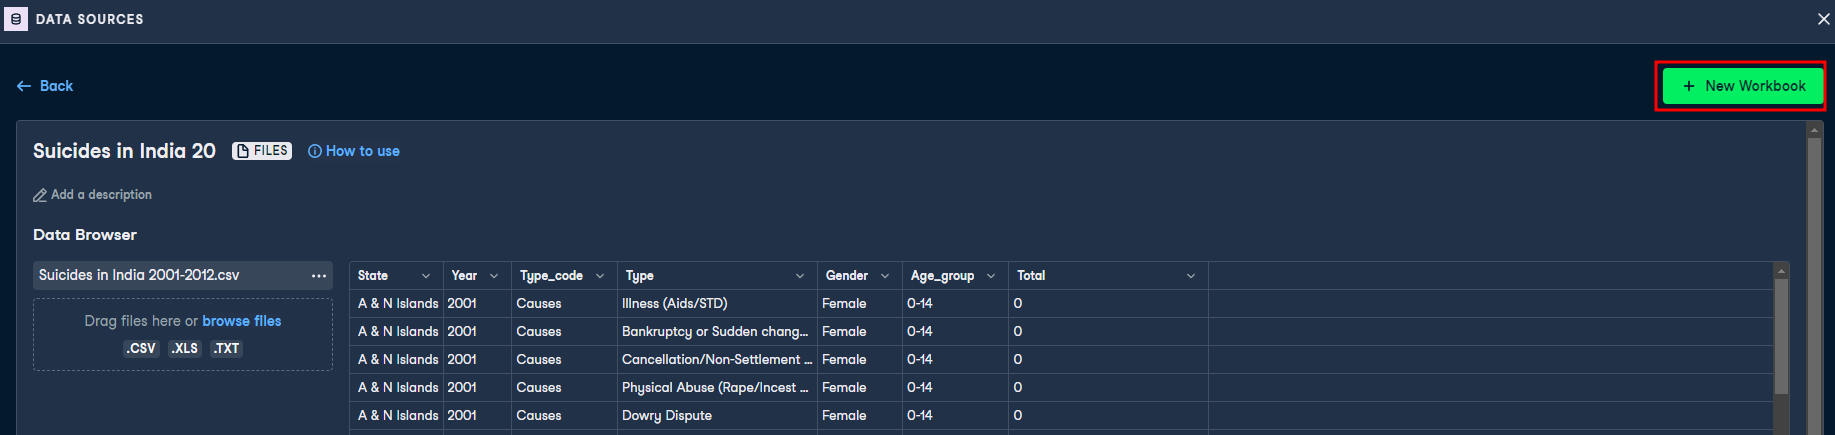 DATA SOURCES
Back
+ New Workbook
Suicides in India 20 FILES How to use
Add a description
Data Browser
Suicides in India 2001-2012.csv ...
Drag files here or browse files
.CSV .XLS .TXT
State Year Type_code Type Gender Age_group Total
A & N Islands 2001 Causes Illness (Aids/STD) Female 0-14 0
A & N Islands 2001 Causes Bankruptcy or Sudden chang... Female 0-14 0
A & N Islands 2001 Causes Cancellation/Non-Settlement ... Female 0-14 0
A & N Islands 2001 Causes Physical Abuse (Rape/Incest ... Female 0-14 0
A & N Islands 2001 Causes Dowry Dispute Female 0-14 0